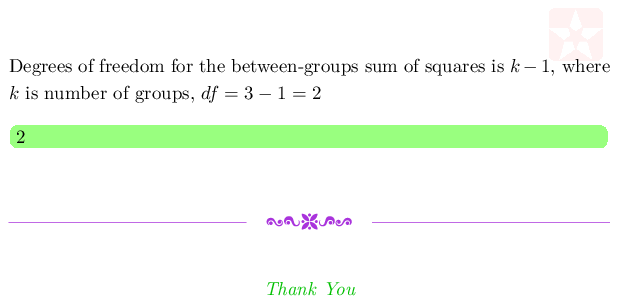 Degrees of freedom for the between-groups sum of squares is k − 1, where
k is number of groups, df = 3 − 1 = 2
2
Thank You